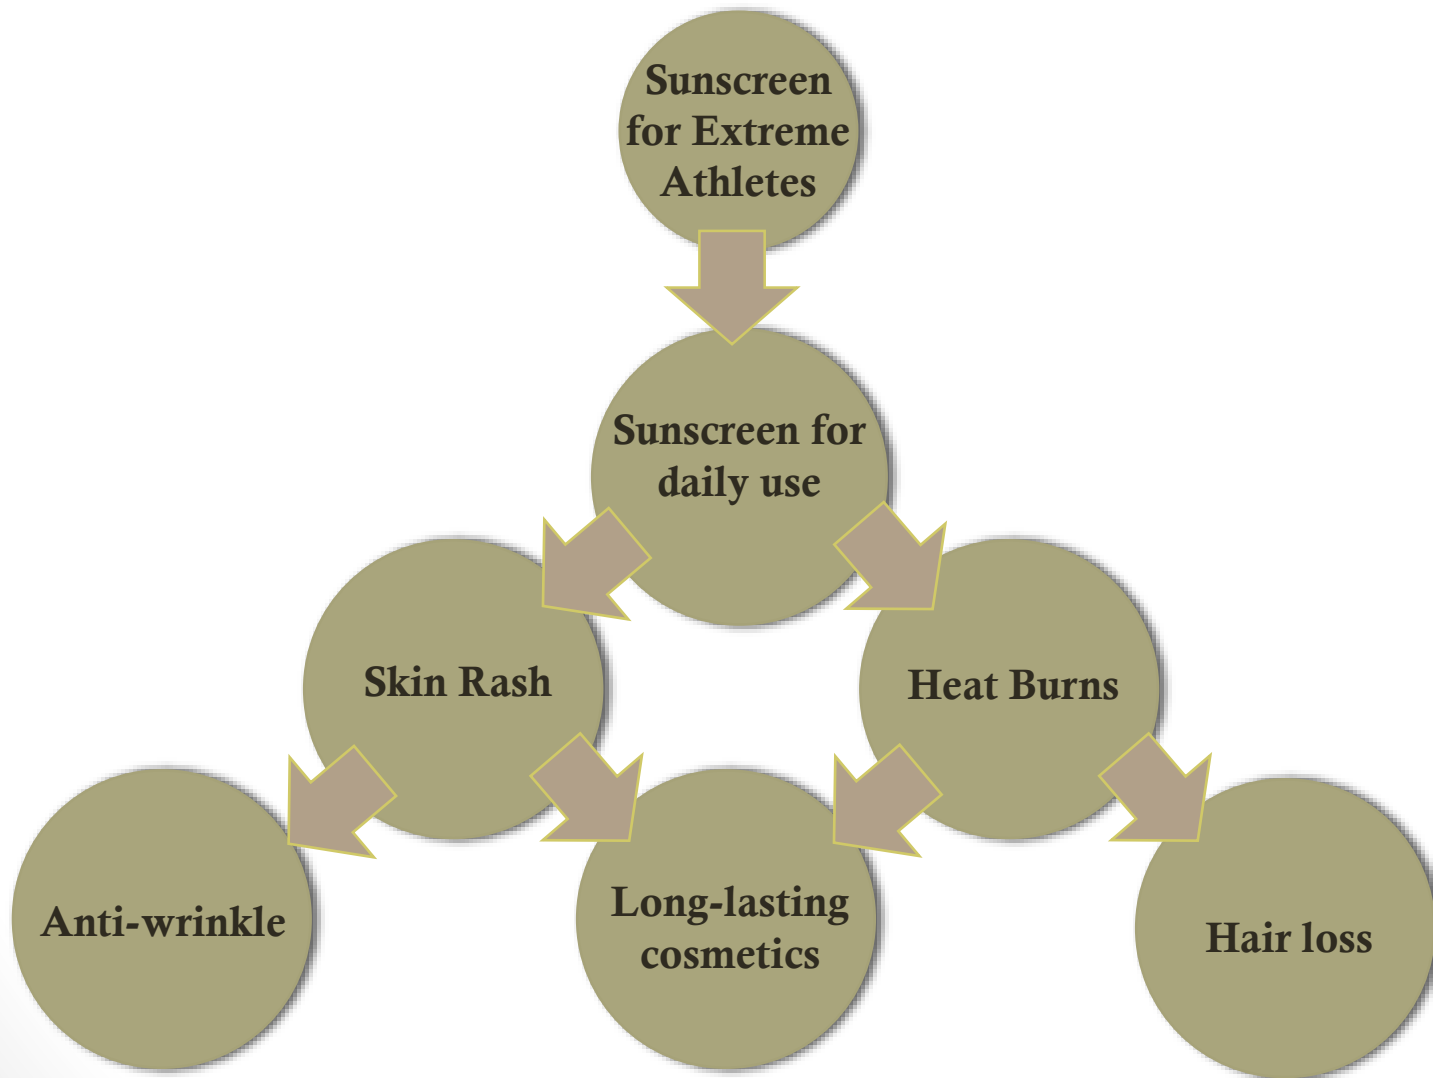 Sunscreen
for Extreme
Athletes
Sunscreen for
daily use
Skin Rash
Heat Burns
Anti-wrinkle
Long-lasting
cosmetics
Hair loss